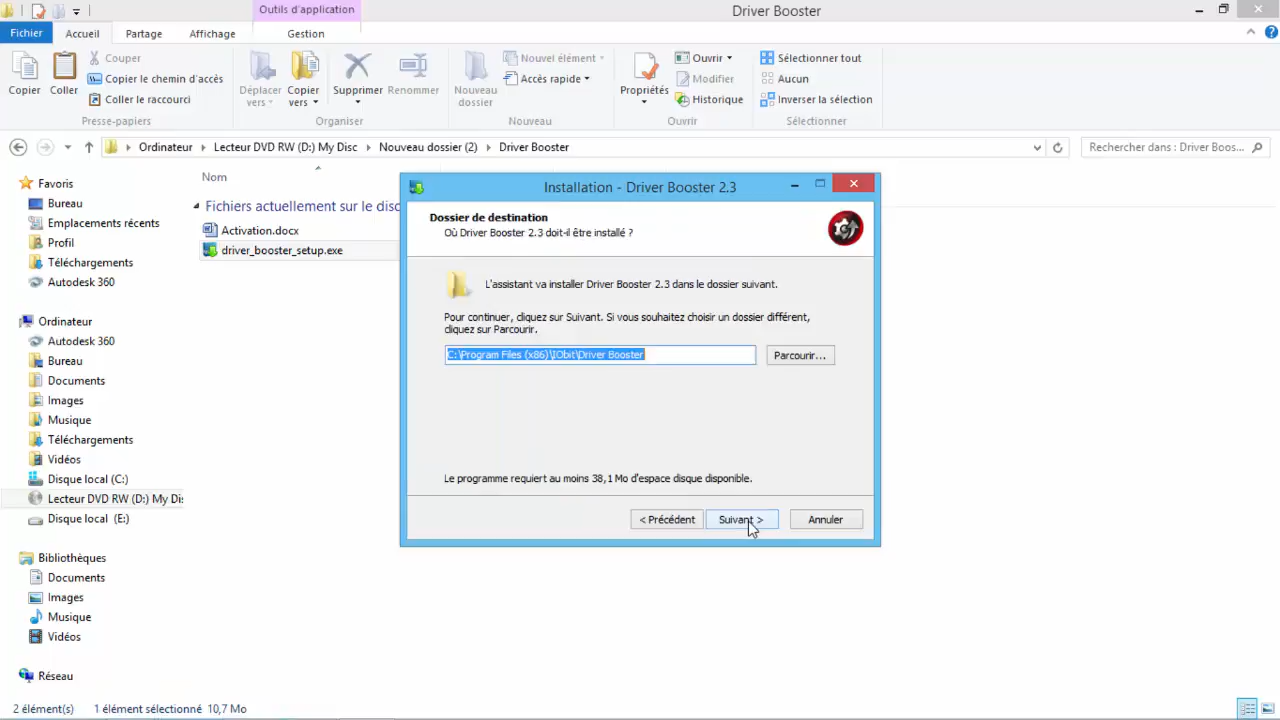 Outils d'application
Driver Booster
Fichier
Accueil
Partage
Affichage
Gestion
Copier
Coller
Couper
Copier le chemin d'accès
Coller le raccourci
Presse-papiers
Déplacer vers
Copier vers
Supprimer
Renommer
Organiser
Nouveau dossier
Nouvel élément
Accès rapide
Nouveau
Propriétés
Ouvrir
Modifier
Historique
Ouvrir
Sélectionner tout
Aucun
Inverser la sélection
Sélectionner
Ordinateur
Lecteur DVD RW (D:) My Disc
Nouveau dossier (2)
Driver Booster
Rechercher dans : Driver Boos...
Favoris
Bureau
Emplacements récents
Profil
Téléchargements
Autodesk 360
Ordinateur
Autodesk 360
Bureau
Documents
Images
Musique
Téléchargements
Vidéos
Disque local (C:)
Lecteur DVD RW (D:) My Dis
Disque local (E:)
Bibliothèques
Documents
Images
Musique
Vidéos
Réseau
Nom
Fichiers actuellement sur le disc
Activation.docx
driver_booster_setup.exe
Installation - Driver Booster 2.3
Dossier de destination
Où Driver Booster 2.3 doit-il être installé ?
L'assistant va installer Driver Booster 2.3 dans le dossier suivant.
Pour continuer, cliquez sur Suivant. Si vous souhaitez choisir un dossier différent,
cliquez sur Parcourir.
C:\Program Files (x86)\IObit\Driver Booster
Parcourir...
Le programme requiert au moins 38,1 Mo d'espace disque disponible.
< Précédent
Suivant >
Annuler
2 élément(s)
1 élément sélectionné 10,7 Mo